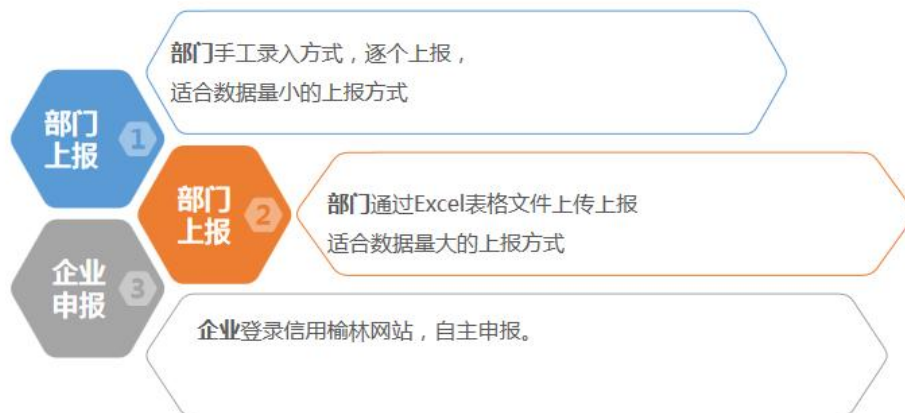 部门手工录入方式，逐个上报，
适合数据量小的上报方式
部门
上报
1
部门
上报
2
部门通过Excel表格文件上传上报
适合数据量大的上报方式
企业
申报
3
企业登录信用榆林网站，自主申报。